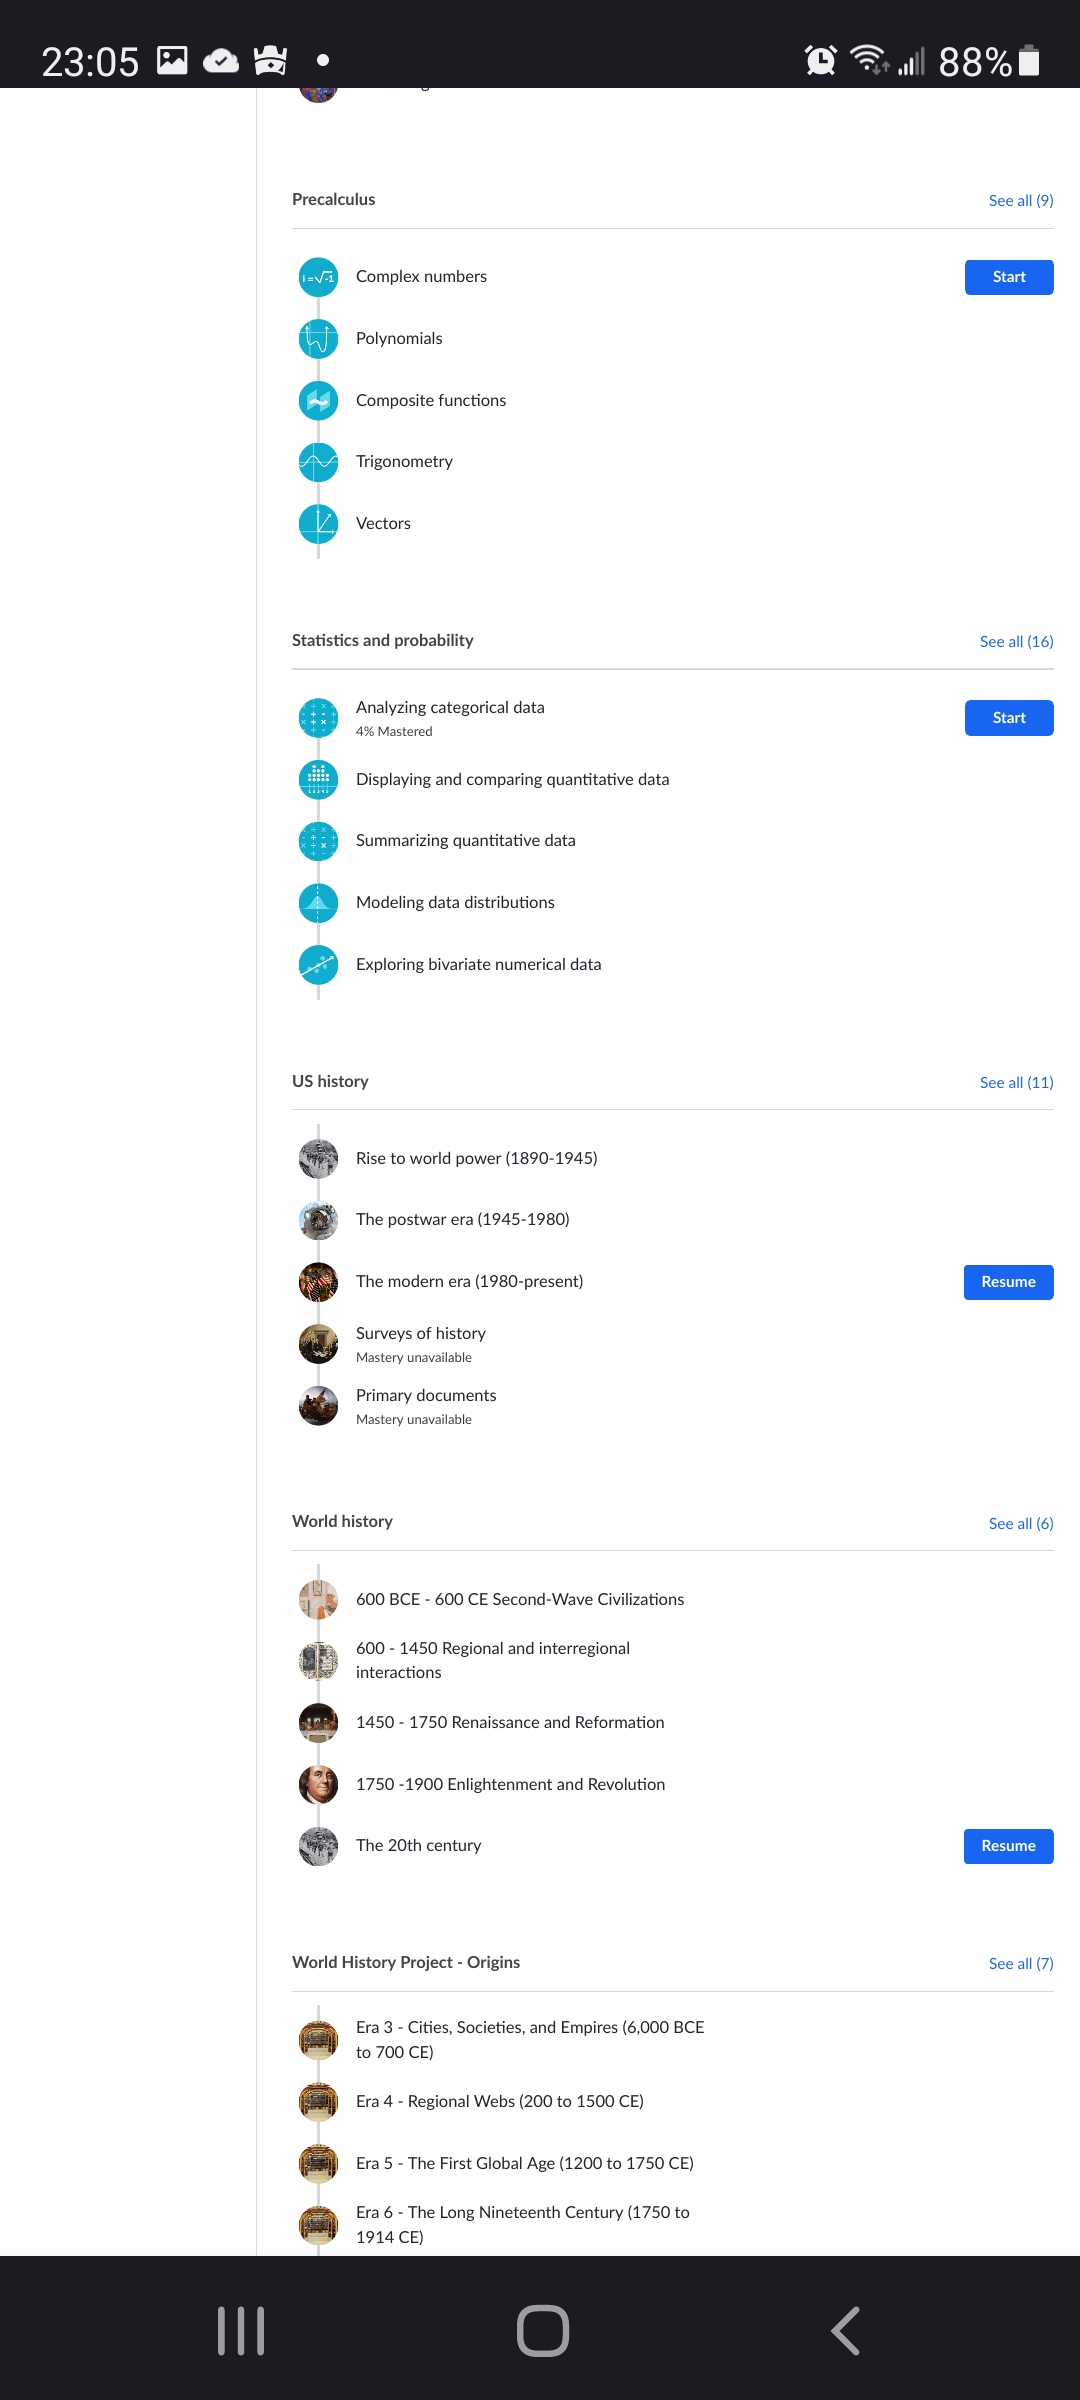 23:05
88%
Precalculus
See all (9)
i = √-1
Complex numbers
Start
Polynomials
Composite functions
Trigonometry
Vectors
Statistics and probability
See all (16)
Analyzing categorical data
4% Mastered
Start
Displaying and comparing quantitative data
Summarizing quantitative data
Modeling data distributions
Exploring bivariate numerical data
US history
See all (11)
Rise to world power (1890-1945)
The postwar era (1945-1980)
The modern era (1980-present)
Resume
Surveys of history
Mastery unavailable
Primary documents
Mastery unavailable
World history
See all (6)
600 BCE - 600 CE Second-Wave Civilizations
600 - 1450 Regional and interregional
interactions
1450 - 1750 Renaissance and Reformation
1750 -1900 Enlightenment and Revolution
The 20th century
Resume
World History Project - Origins
See all (7)
Era 3 - Cities, Societies, and Empires (6,000 BCE
to 700 CE)
Era 4 - Regional Webs (200 to 1500 CE)
Era 5 - The First Global Age (1200 to 1750 CE)
Era 6 - The Long Nineteenth Century (1750 to
1914 CE)